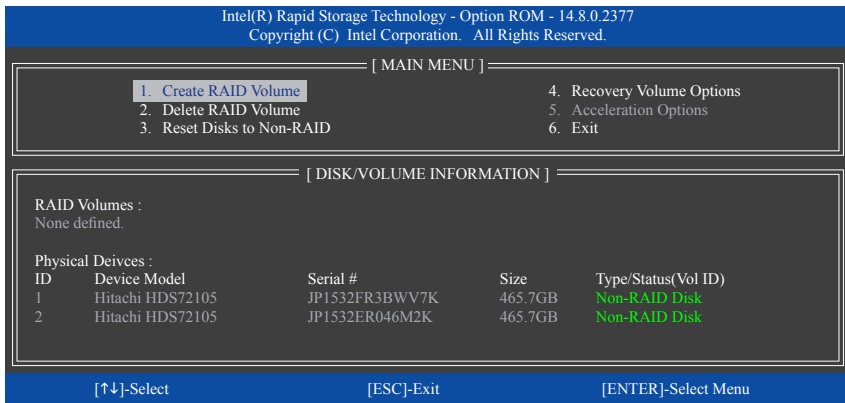 Intel(R) Rapid Storage Technology - Option ROM - 14.8.0.2377
Copyright (C) Intel Corporation. All Rights Reserved.
[ MAIN MENU ]
1. Create RAID Volume
2. Delete RAID Volume
3. Reset Disks to Non-RAID
4. Recovery Volume Options
5. Acceleration Options
6. Exit
[ DISK/VOLUME INFORMATION ]
RAID Volumes :
None defined.
Physical Deivces :
ID Device Model Serial # Size Type/Status(Vol ID)
1 Hitachi HDS72105 JP1532FR3BWV7K 465.7GB Non-RAID Disk
2 Hitachi HDS72105 JP1532ER046M2K 465.7GB Non-RAID Disk
[↑↓]-Select [ESC]-Exit [ENTER]-Select Menu